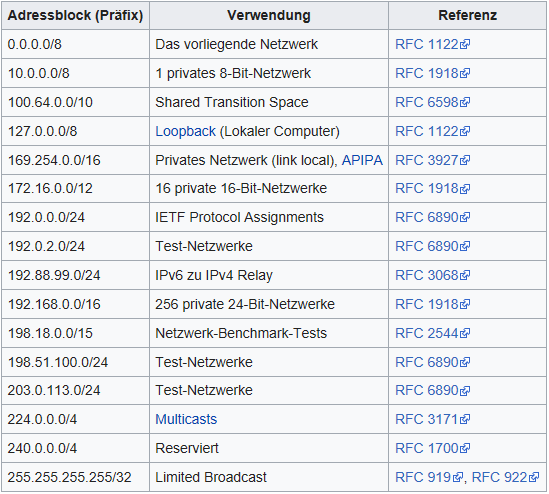 Adressblock (Präfix) Verwendung Referenz
0.0.0.0/8 Das vorliegende Netzwerk RFC 1122
10.0.0.0/8 1 privates 8-Bit-Netzwerk RFC 1918
100.64.0.0/10 Shared Transition Space RFC 6598
127.0.0.0/8 Loopback (Lokaler Computer) RFC 1122
169.254.0.0/16 Privates Netzwerk (link local), APIPA RFC 3927
172.16.0.0/12 16 private 16-Bit-Netzwerke RFC 1918
192.0.0.0/24 IETF Protocol Assignments RFC 6890
192.0.2.0/24 Test-Netzwerke RFC 6890
192.88.99.0/24 IPv6 zu IPv4 Relay RFC 3068
192.168.0.0/16 256 private 24-Bit-Netzwerke RFC 1918
198.18.0.0/15 Netzwerk-Benchmark-Tests RFC 2544
198.51.100.0/24 Test-Netzwerke RFC 6890
203.0.113.0/24 Test-Netzwerke RFC 6890
224.0.0.0/4 Multicasts RFC 3171
240.0.0.0/4 Reserviert RFC 1700
255.255.255.255/32 Limited Broadcast RFC 919, RFC 922